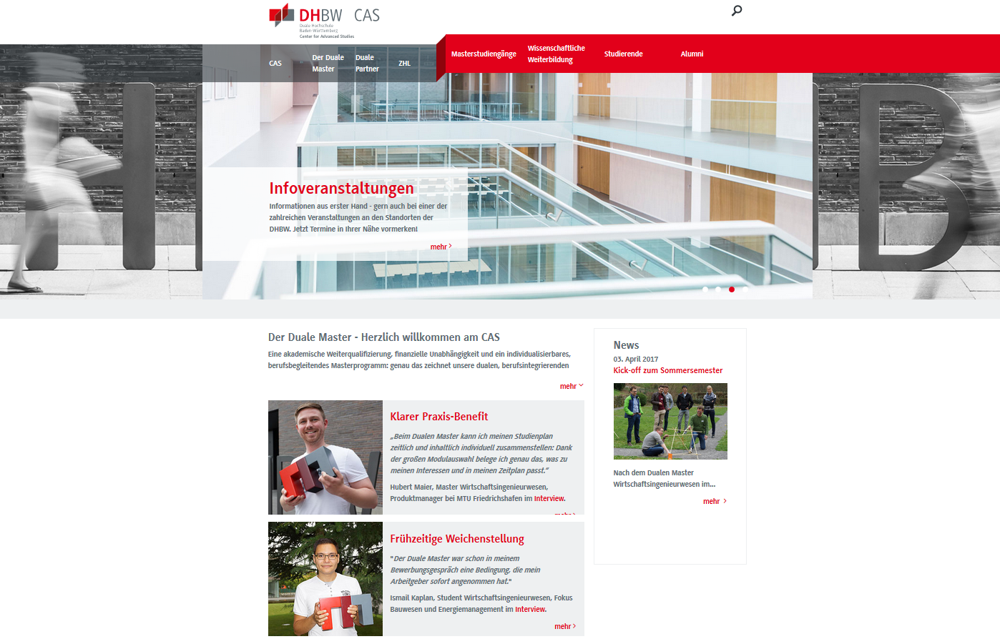 DHBW CAS
Duale Hochschule
Baden-Württemberg
Center for Advanced Studies
CAS
Der Duale
Master
Duale
Partner
ZHL
Masterstudiengänge
Wissenschaftliche
Weiterbildung
Studierende
Alumni
Infoveranstaltungen
Informationen aus erster Hand - gern auch bei einer der
zahlreichen Veranstaltungen an den Standorten der
DHBW. Jetzt Termine in Ihrer Nähe vormerken!
mehr
H
B
Der Duale Master - Herzlich willkommen am CAS
Eine akademische Weiterqualifizierung, finanzielle Unabhängigkeit und ein individualisierbares,
berufsbegleitendes Masterprogramm: genau das zeichnet unsere dualen, berufsintegrierenden
mehr
Klarer Praxis-Benefit
„Beim Dualen Master kann ich meinen Studienplan
zeitlich und inhaltlich individuell zusammenstellen: Dank
der großen Modulauswahl belege ich genau das, was zu
meinen Interessen und in meinen Zeitplan passt.“
Hubert Maier, Master Wirtschaftsingenieurwesen,
Produktmanager bei MTU Friedrichshafen im Interview.
mehr
Frühzeitige Weichenstellung
"Der Duale Master war schon in meinem
Bewerbungsgespräch eine Bedingung, die mein
Arbeitgeber sofort angenommen hat."
Ismail Kaplan, Student Wirtschaftsingenieurwesen, Fokus
Bauwesen und Energiemanagement im Interview.
mehr
News
03. April 2017
Kick-off zum Sommersemester
Nach dem Dualen Master
Wirtschaftsingenieurwesen im...
mehr